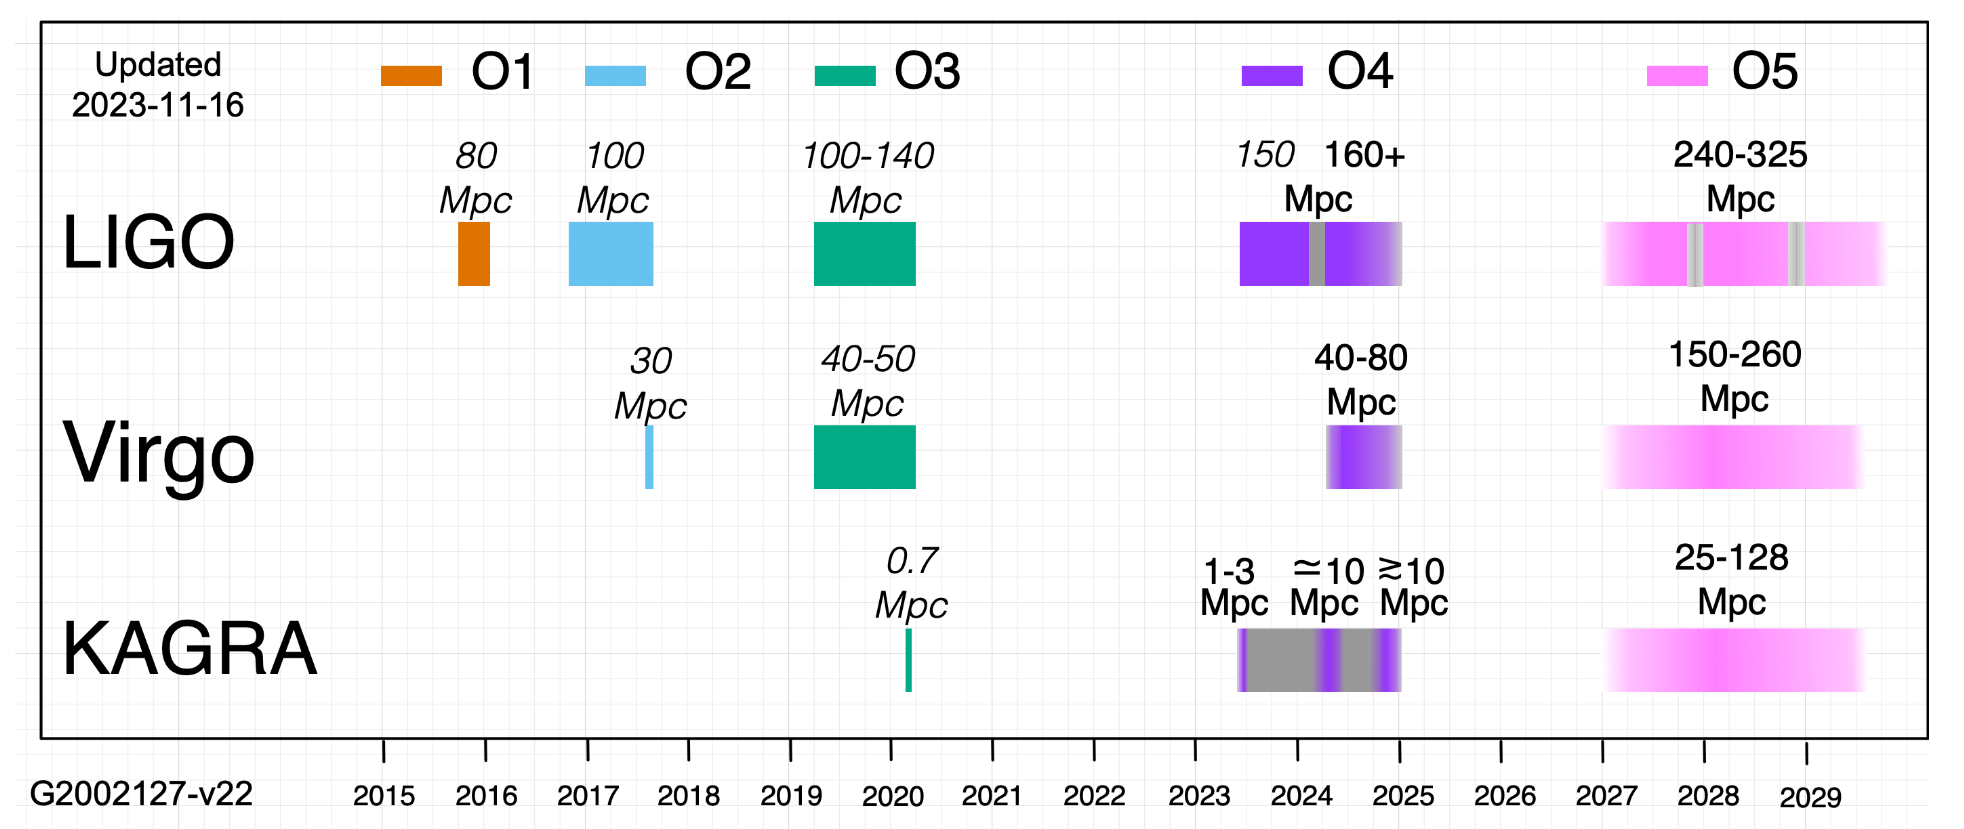 Updated
2023-11-16
O1 O2 O3 O4 O5
80 100 100-140 150 160+ 240-325
Mpc Mpc Mpc Mpc Mpc
LIGO
30 40-50 40-80 150-260
Mpc Mpc Mpc Mpc
Virgo
0.7 1-3 ≃10 ≳10 25-128
Mpc Mpc Mpc Mpc Mpc
KAGRA
G2002127-v22 2015 2016 2017 2018 2019 2020 2021 2022 2023 2024 2025 2026 2027 2028 2029